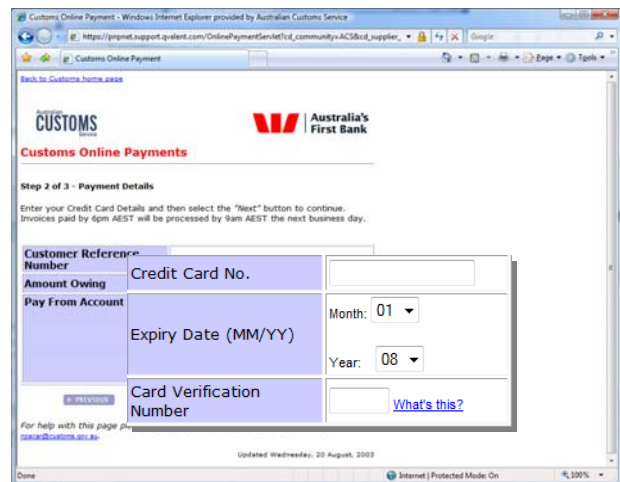 Customs Online Payment - Windows Internet Explorer provided by Australian Customs Service
https://pnpnet.support.qvalent.com/OnlinePaymentServlet?cd_community=ACS&cd_supplier_
Google
Customs Online Payment
Page
Tools
Back to Customs home page
Australian
CUSTOMS
Service
Australia's
First Bank
Customs Online Payments
Step 2 of 3 - Payment Details
Enter your Credit Card Details and then select the "Next" button to continue.
Invoices paid by 6pm AEST will be processed by 9am AEST the next business day.
Customer Reference
Number
Amount Owing
Pay From Account
Credit Card No.
Expiry Date (MM/YY)
Month: 01
Year: 08
Card Verification
Number
What's this?
PREVIOUS
For help with this page
Updated Wednesday, 20 August, 2003
Done
Internet | Protected Mode: On
100%